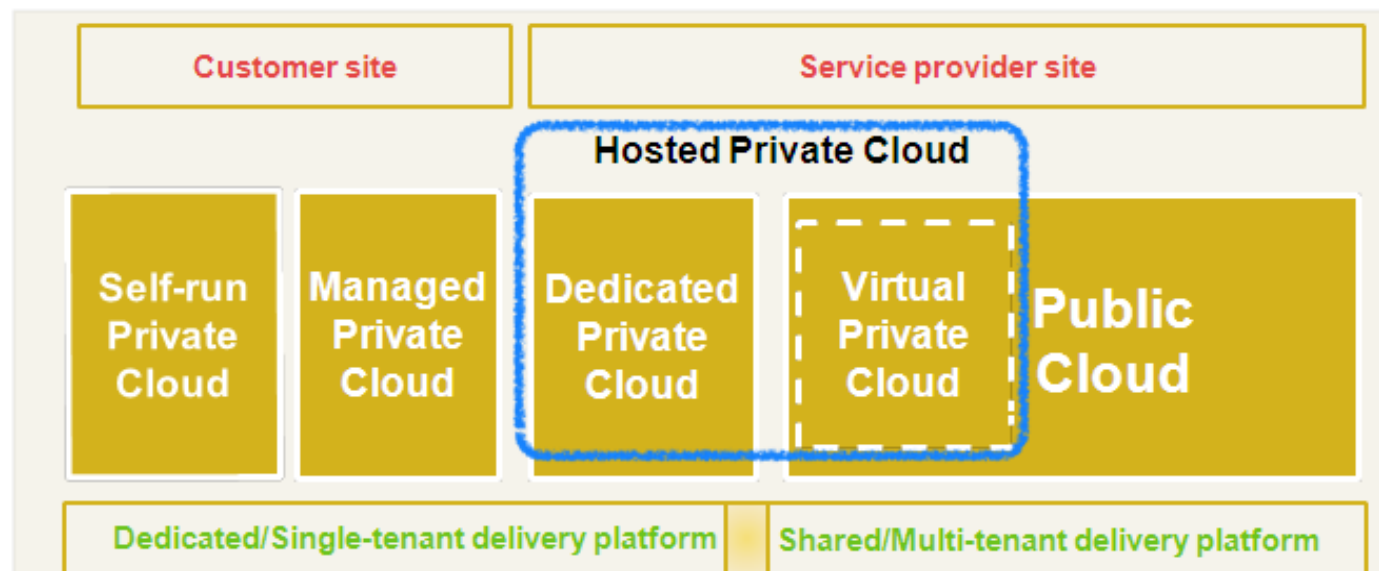 Customer site
Service provider site
Hosted Private Cloud
Self-run
Private
Cloud
Managed
Private
Cloud
Dedicated
Private
Cloud
Virtual
Private
Cloud
Public
Cloud
Dedicated/Single-tenant delivery platform
Shared/Multi-tenant delivery platform